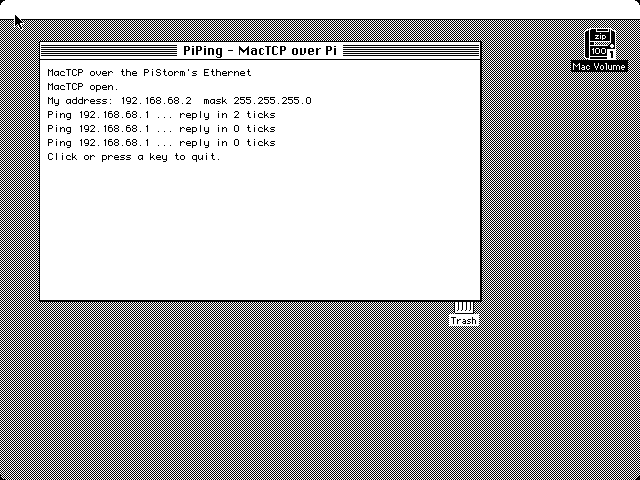 PiPing - MacTCP over Pi
MacTCP over the PiStorm's Ethernet
MacTCP open.
My address: 192.168.68.2  mask 255.255.255.0
Ping 192.168.68.1 ... reply in 2 ticks
Ping 192.168.68.1 ... reply in 0 ticks
Ping 192.168.68.1 ... reply in 0 ticks
Click or press a key to quit.
zip
100
Mac Volume
Trash